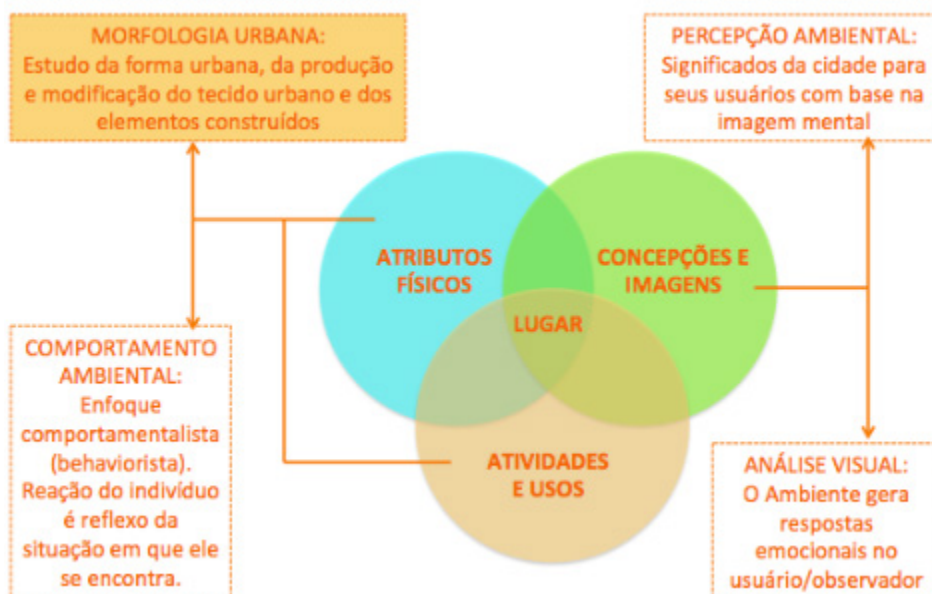 MORFOLOGIA URBANA:
Estudo da forma urbana, da produção
e modificação do tecido urbano e dos
elementos construídos
PERCEPÇÃO AMBIENTAL:
Significados da cidade para
seus usuários com base na
imagem mental
ATRIBUTOS
FÍSICOS
CONCEPÇÕES E
IMAGENS
LUGAR
ATIVIDADES
E USOS
COMPORTAMENTO
AMBIENTAL:
Enfoque
comportamentalista
(behaviorista).
Reação do indivíduo
é reflexo da
situação em que ele
se encontra.
ANÁLISE VISUAL:
O Ambiente gera
respostas
emocionais no
usuário/observador